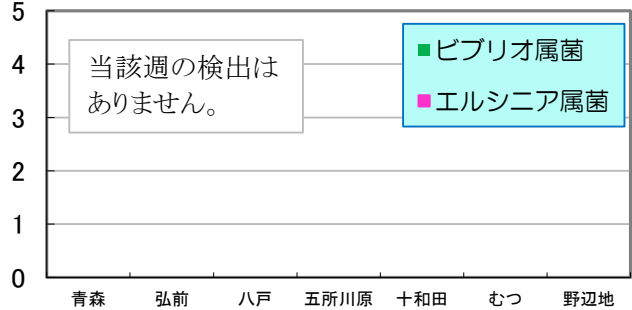 5
4
3
2
1
0
当該週の検出は
ありません。
ビブリオ属菌
エルシニア属菌
青森 弘前 八戸 五所川原 十和田 むつ 野辺地